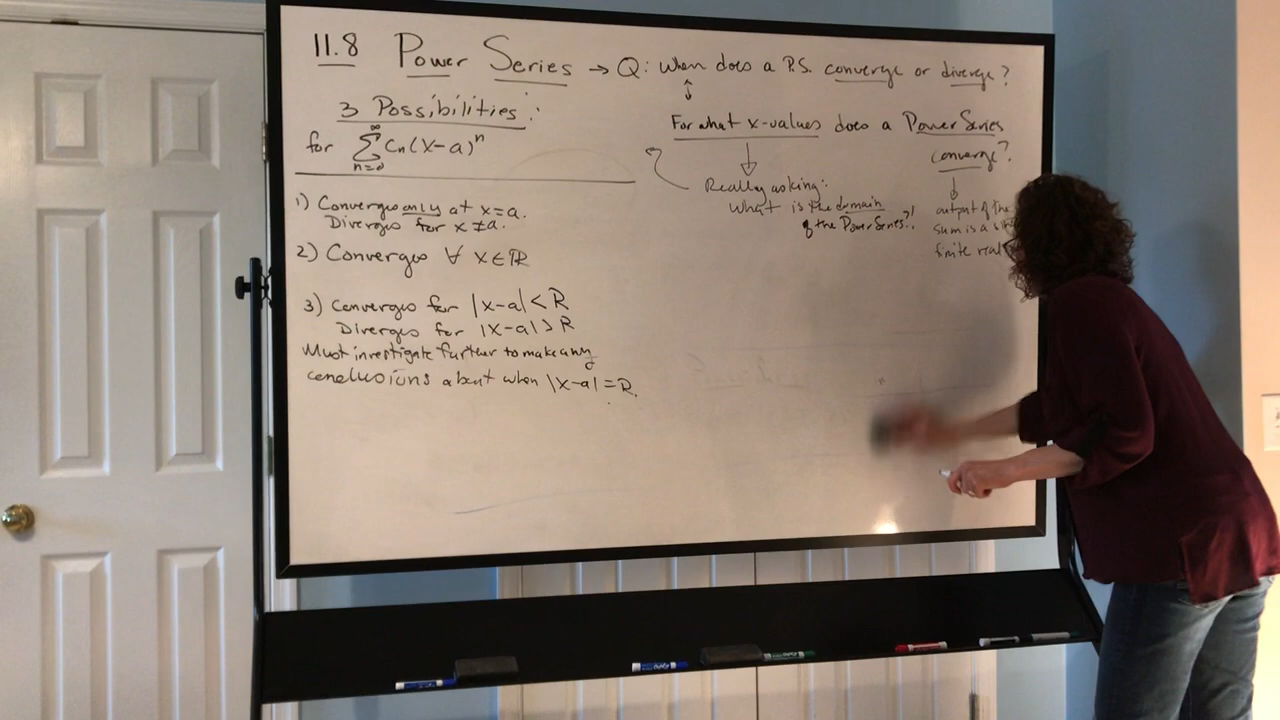 11.8 Power Series → Q: When does a P.S. converge or diverge?
↕
3 Possibilities:
for ∑ Cn(x-a)^n
n=0
∞
1) Converges only at x=a.
Diverges for x≠a.
2) Converges ∀ x∈ℝ
3) Converges for |x-a|<R
Diverges for |x-a|>R
Must investigate further to make any
conclusions about when |x-a|=R.
For what x-values does a Power Series
converge?
Really asking:
What is the domain
of the Power Series?!
output of the
sum is a
finite real